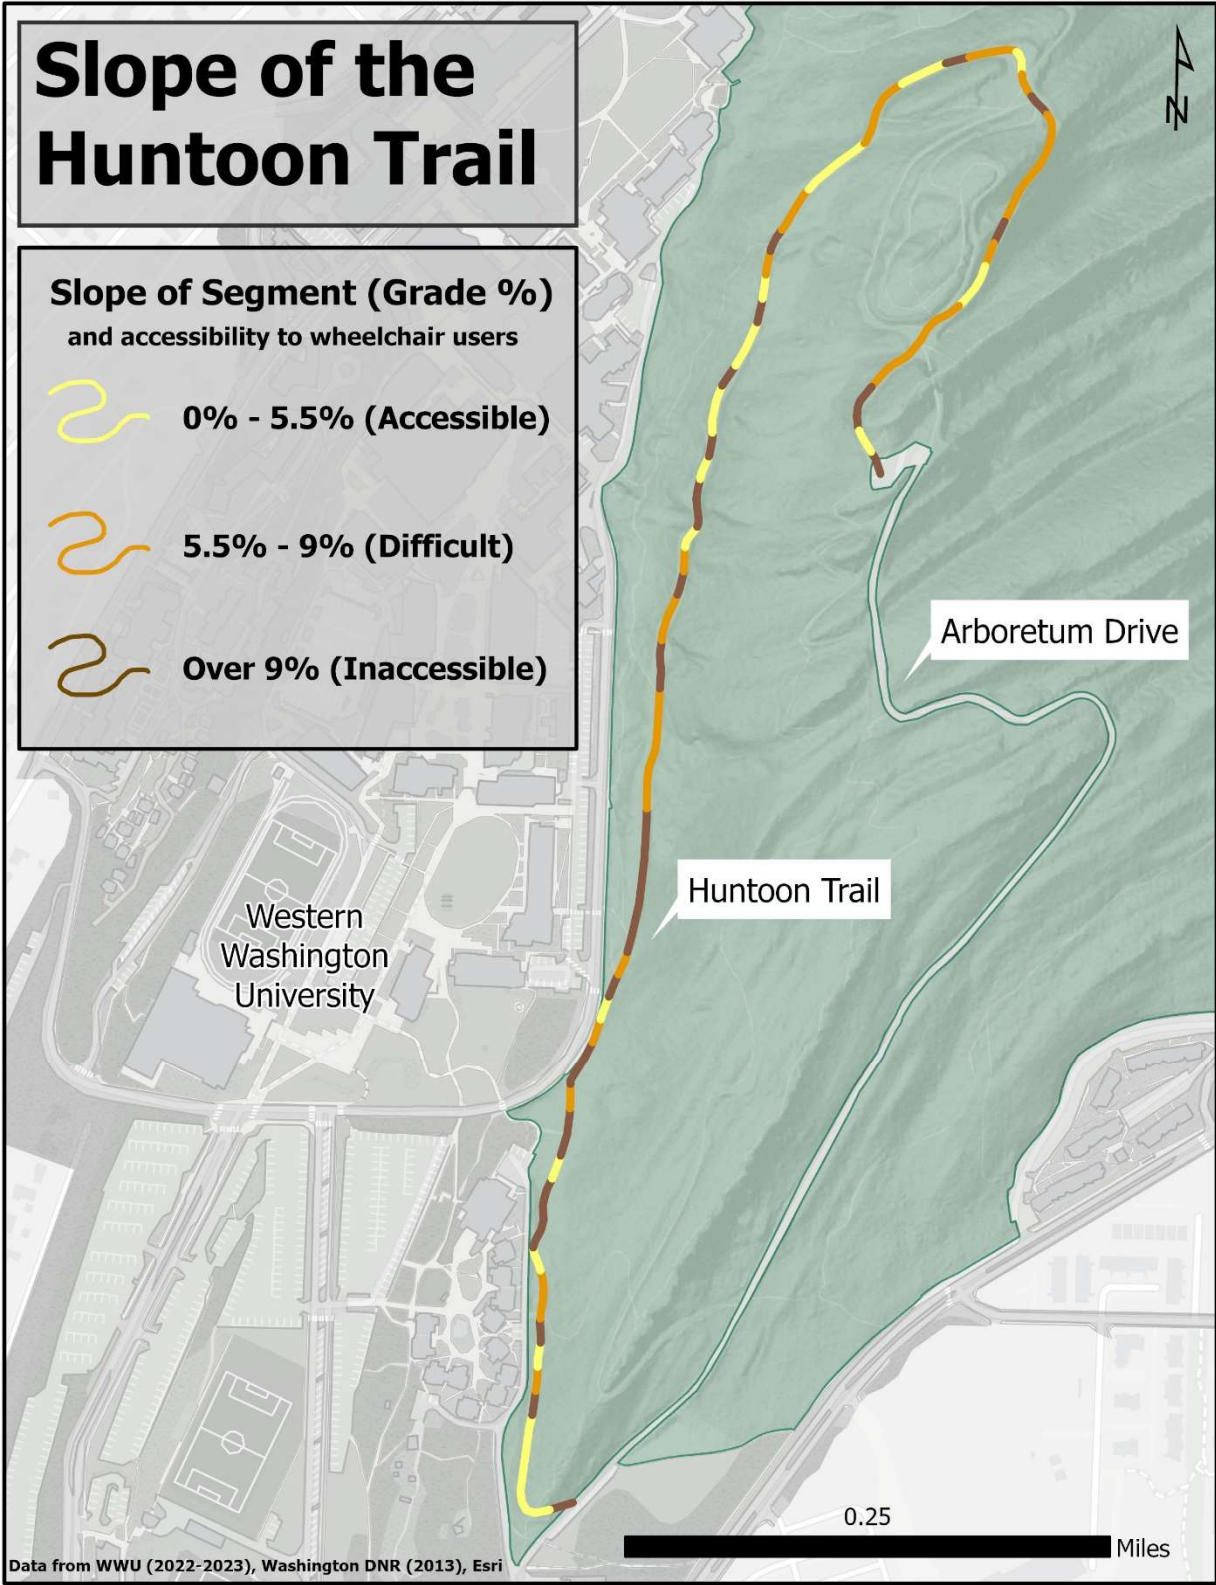 Slope of the
Huntoon Trail
N
Slope of Segment (Grade %)
and accessibility to wheelchair users
0% - 5.5% (Accessible)
5.5% - 9% (Difficult)
Over 9% (Inaccessible)
Arboretum Drive
Huntoon Trail
Western
Washington
University
0.25
Miles
Data from WWU (2022-2023), Washington DNR (2013), Esri